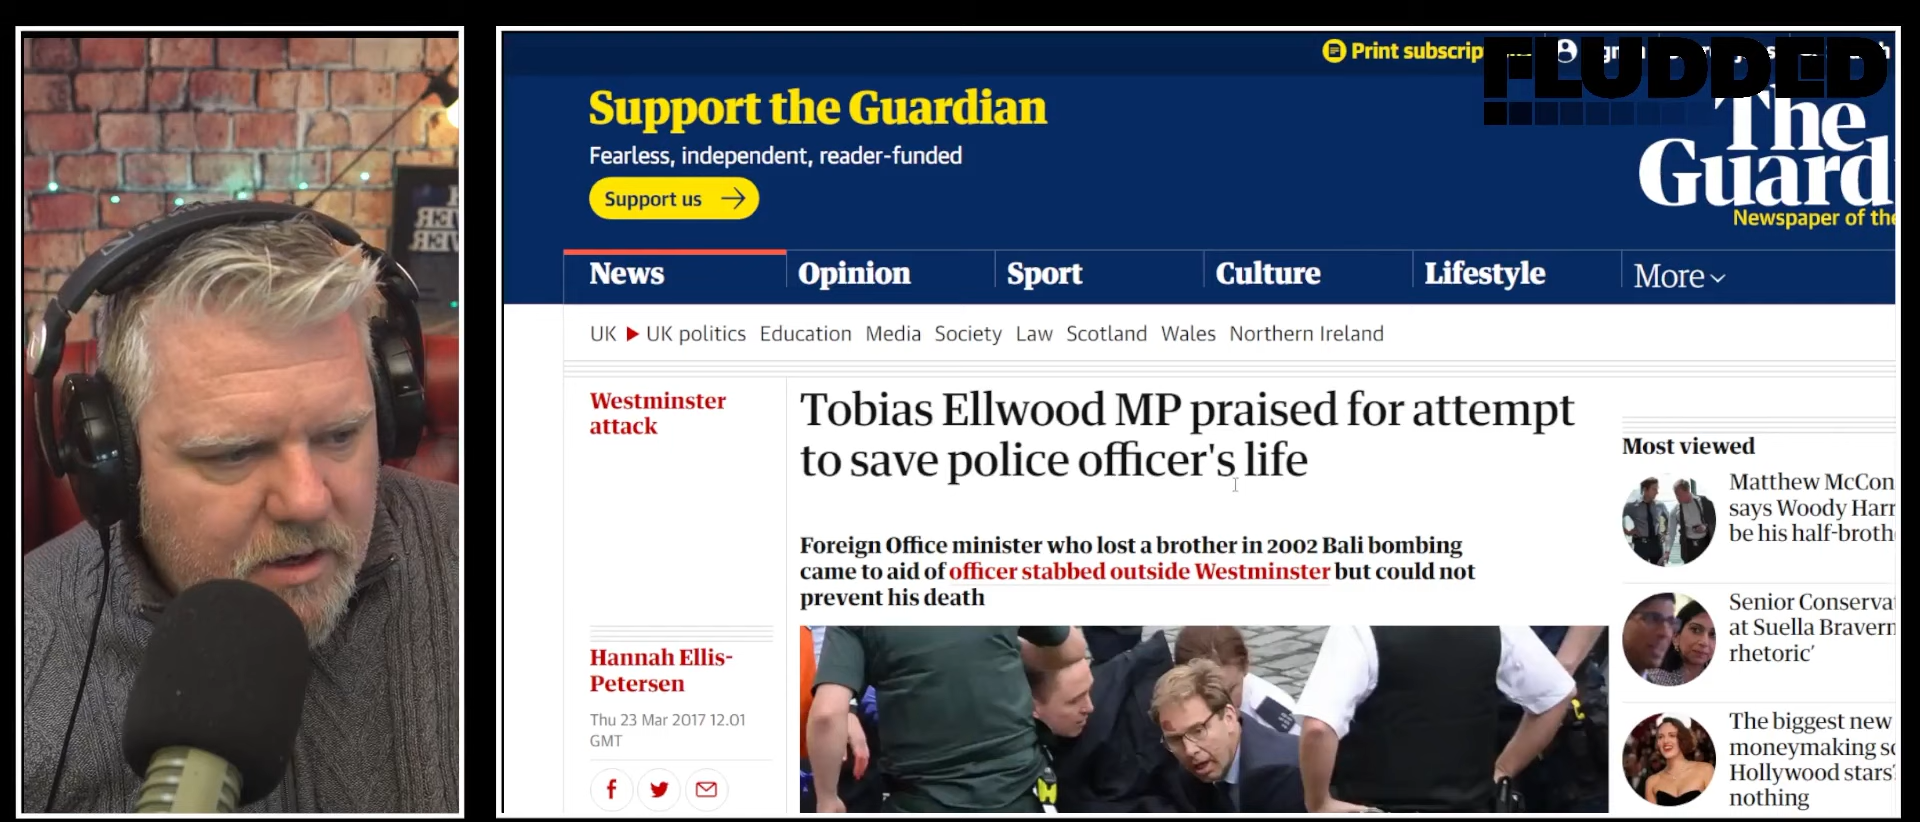 Print subscrip
FLUDDED
Support the Guardian
Fearless, independent, reader-funded
Support us
The
Guard
Newspaper of the
News Opinion Sport Culture Lifestyle More
UK UK politics Education Media Society Law Scotland Wales Northern Ireland
Westminster
attack
Tobias Ellwood MP praised for attempt
to save police officer's life
Foreign Office minister who lost a brother in 2002 Bali bombing
came to aid of officer stabbed outside Westminster but could not
prevent his death
Hannah Ellis-
Petersen
Thu 23 Mar 2017 12.01
GMT
Most viewed
Matthew McCon
says Woody Harr
be his half-broth
Senior Conserva
at Suella Bravern
rhetoric’
The biggest new
moneymaking sc
Hollywood stars’
nothing